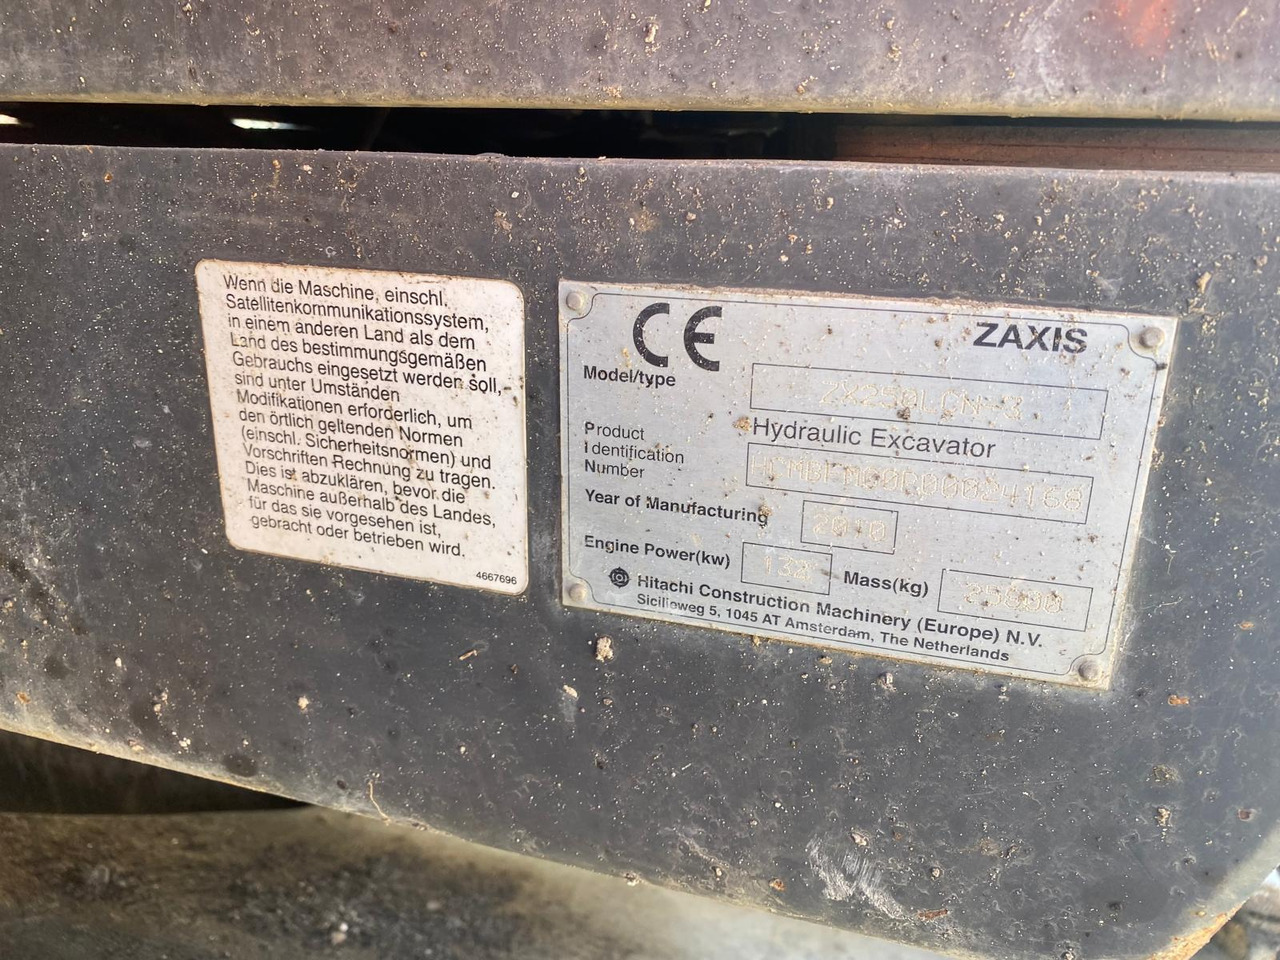 Wenn die Maschine, einschl,
Satellitenkommunikationssystem,
in einem anderen Land als dem
Land des bestimmungsgemäßen
Gebrauchs eingesetzt werden soll,
sind unter Umständen
Modifikationen erforderlich, um
den örtlich geltenden Normen
(einschl. Sicherheitsnormen) und
Vorschriften Rechnung zu tragen.
Dies ist abzuklären, bevor die
Maschine außerhalb des Landes,
für das sie vorgesehen ist,
gebracht oder betrieben wird.
4667696
CE ZAXIS
Model/type ZX250LCN-3
Hydraulic Excavator
Product
Identification
Number
Year of Manufacturing 2010
Engine Power(kw) Mass(kg)
Hitachi Construction Machinery (Europe) N.V.
Sicilieweg 5, 1045 AT Amsterdam, The Netherlands